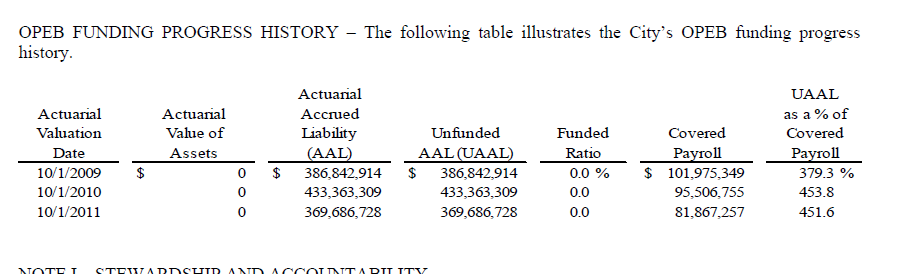 OPEB FUNDING PROGRESS HISTORY – The following table illustrates the City's OPEB funding progress
history.
Actuarial UAAL
Actuarial Actuarial Accrued as a % of
Valuation Value of Liability Unfunded Funded Covered Covered
Date Assets (AAL) AAL (UAAL) Ratio Payroll Payroll
10/1/2009 $ 0 $ 386,842,914 $ 386,842,914 0.0 % $ 101,975,349 379.3 %
10/1/2010 0 433,363,309 433,363,309 0.0 95,506,755 453.8
10/1/2011 0 369,686,728 369,686,728 0.0 81,867,257 451.6
NOTE I – STEWARDSHIP AND ACCOUNTABILITY